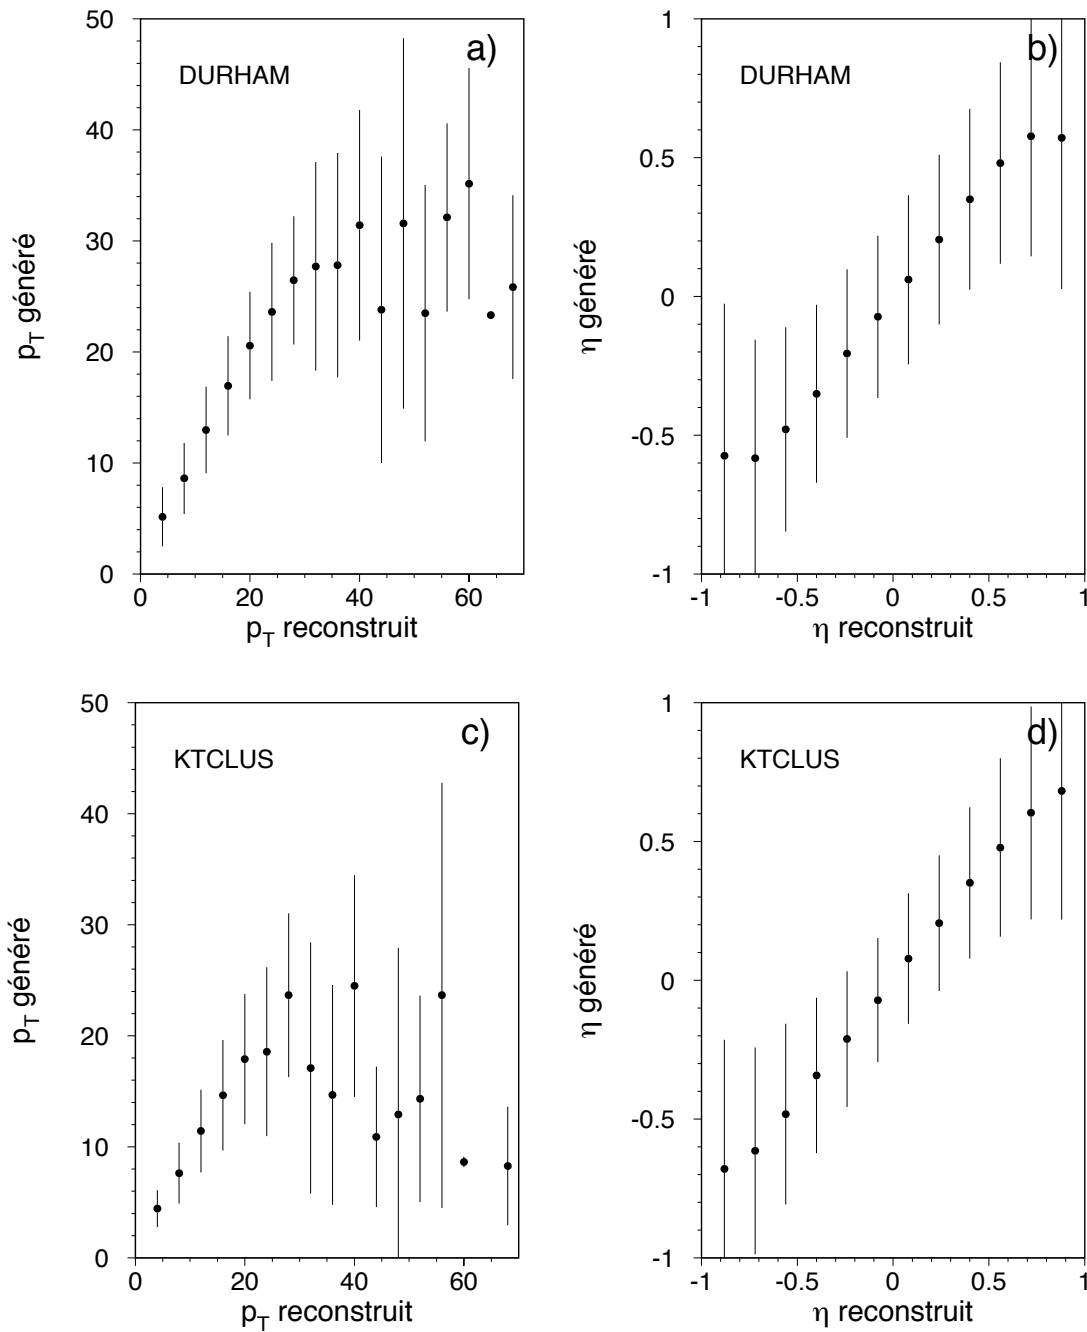 a)
DURHAM
50
40
30
20
10
0
p_T généré
0 20 40 60
p_T reconstruit
b)
DURHAM
1
0.5
0
-0.5
-1
η généré
-1 -0.5 0 0.5 1
η reconstruit
c)
KTCLUS
50
40
30
20
10
0
p_T généré
0 20 40 60
p_T reconstruit
d)
KTCLUS
1
0.5
0
-0.5
-1
η généré
-1 -0.5 0 0.5 1
η reconstruit